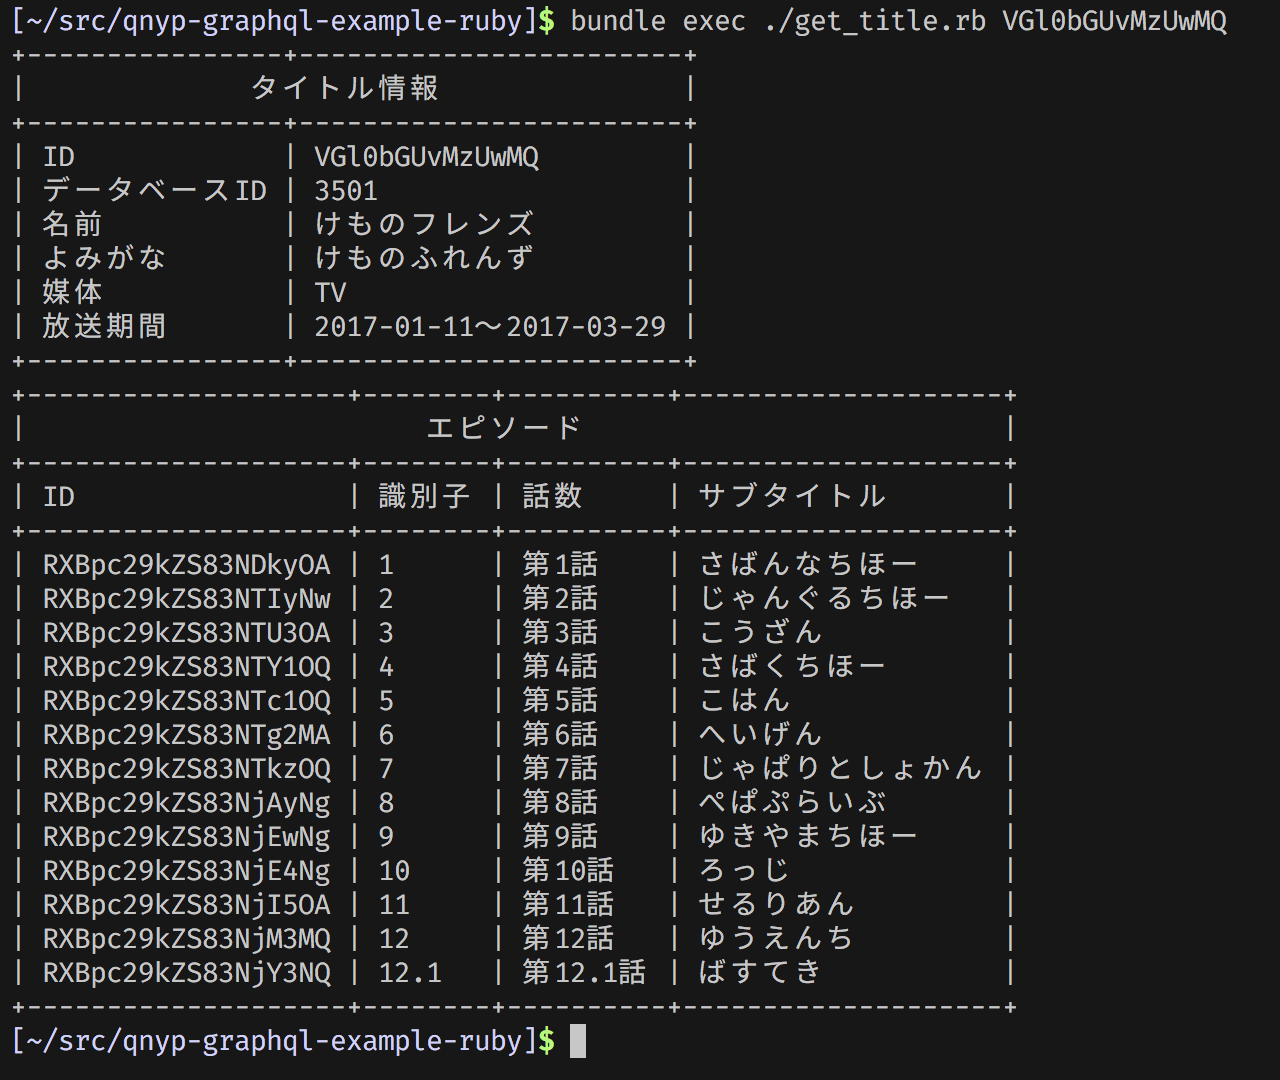 [~/src/qnyp-graphql-example-ruby]$ bundle exec ./get_title.rb VGl0bGUvMzUwMQ
+----------------+------------------------+
| タイトル情報 |
+----------------+------------------------+
| ID | VGl0bGUvMzUwMQ |
| データベースID | 3501 |
| 名前 | けものフレンズ |
| よみがな | けものふれんず |
| 媒体 | TV |
| 放送期間 | 2017-01-11〜2017-03-29 |
+----------------+------------------------+
+--------------------+--------+----------+--------------------+
| エピソード |
+--------------------+--------+----------+--------------------+
| ID | 識別子 | 話数 | サブタイトル |
+--------------------+--------+----------+--------------------+
| RXBpc29kZS83NDkyOA | 1 | 第1話 | さばんなちほー |
| RXBpc29kZS83NTIyNw | 2 | 第2話 | じゃんぐるちほー |
| RXBpc29kZS83NTU3OA | 3 | 第3話 | こうざん |
| RXBpc29kZS83NTY1OQ | 4 | 第4話 | さばくちほー |
| RXBpc29kZS83NTc1OQ | 5 | 第5話 | こはん |
| RXBpc29kZS83NTg2MA | 6 | 第6話 | へいげん |
| RXBpc29kZS83NTkzOQ | 7 | 第7話 | じゃぱりとしょかん |
| RXBpc29kZS83NjAyNg | 8 | 第8話 | ぺぱぷらいぶ |
| RXBpc29kZS83NjEwNg | 9 | 第9話 | ゆきやまちほー |
| RXBpc29kZS83NjE4Ng | 10 | 第10話 | ろっじ |
| RXBpc29kZS83NjI5OA | 11 | 第11話 | せるりあん |
| RXBpc29kZS83NjM3MQ | 12 | 第12話 | ゆうえんち |
| RXBpc29kZS83NjY3NQ | 12.1 | 第12.1話 | ばすてき |
+--------------------+--------+----------+--------------------+
[~/src/qnyp-graphql-example-ruby]$